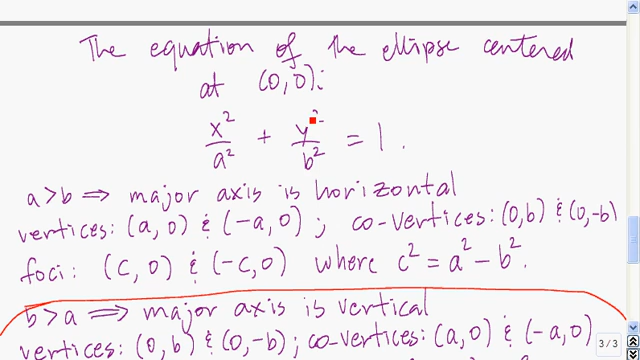 The equation of the ellipse centered
at (0,0):
x²/a² + y²/b² = 1.
a>b ⟹ major axis is horizontal
vertices: (a,0) & (-a,0); co-vertices: (0,b) & (0,-b)
foci: (c,0) & (-c,0) where c² = a² - b².
b>a ⟹ major axis is vertical
vertices: (0,b) & (0,-b); co-vertices: (a,0) & (-a,0)
3 / 3